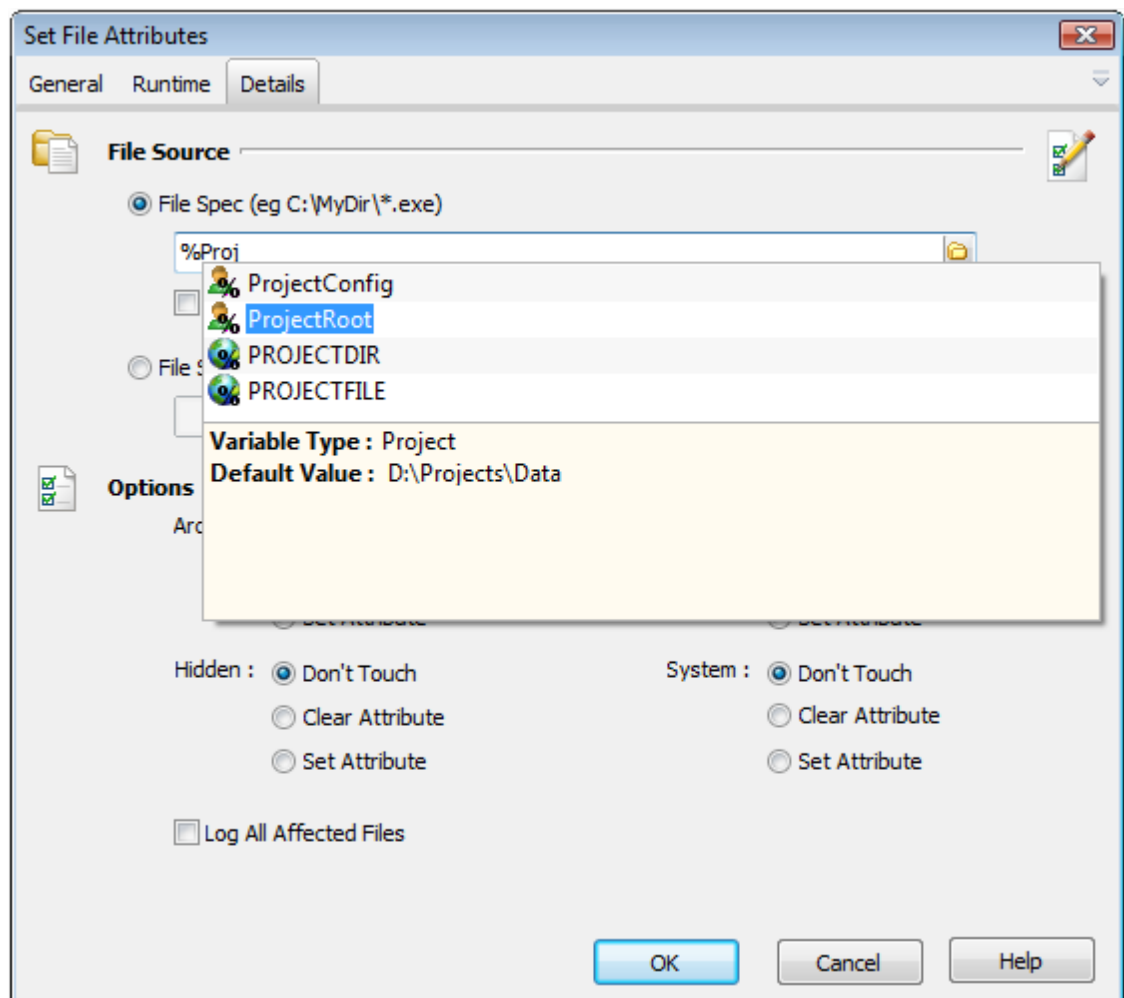 Set File Attributes
General Runtime Details
File Source
File Spec (eg C:\MyDir\*.exe)
%Proj
ProjectConfig
ProjectRoot
File
PROJECTDIR
PROJECTFILE
Variable Type : Project
Default Value : D:\Projects\Data
Options
Hidden : Don't Touch System : Don't Touch
Clear Attribute Clear Attribute
Set Attribute Set Attribute
Log All Affected Files
OK Cancel Help